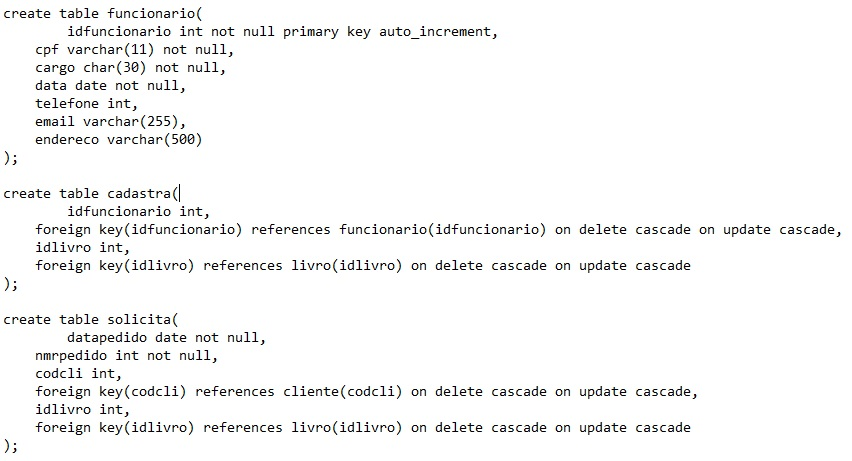 create table funcionario(
        idfuncionario int not null primary key auto_increment,
    cpf varchar(11) not null,
    cargo char(30) not null,
    data date not null,
    telefone int,
    email varchar(255),
    endereco varchar(500)
);

create table cadastra(
        idfuncionario int,
    foreign key(idfuncionario) references funcionario(idfuncionario) on delete cascade on update cascade,
    idlivro int,
    foreign key(idlivro) references livro(idlivro) on delete cascade on update cascade
);

create table solicita(
        datapedido date not null,
    nmrpedido int not null,
    codcli int,
    foreign key(codcli) references cliente(codcli) on delete cascade on update cascade,
    idlivro int,
    foreign key(idlivro) references livro(idlivro) on delete cascade on update cascade
);